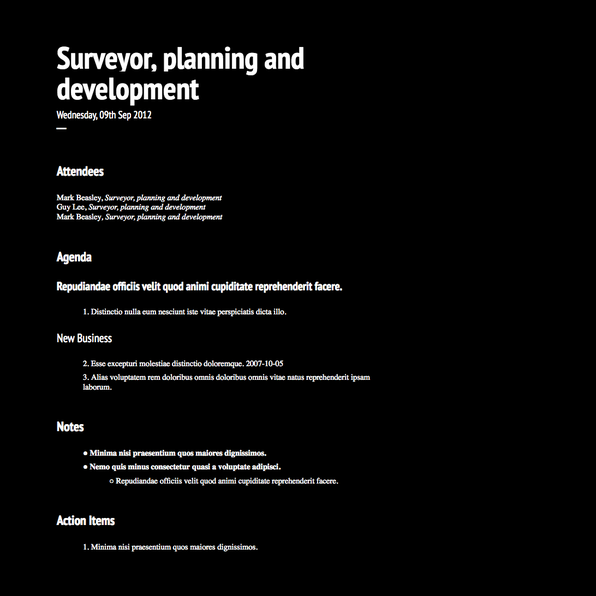 Surveyor, planning and
development
Wednesday, 09th Sep 2012
Attendees
Mark Beasley, Surveyor, planning and development
Guy Lee, Surveyor, planning and development
Mark Beasley, Surveyor, planning and development
Agenda
Repudiandae officiis velit quod animi cupiditate reprehenderit facere.
1. Distinctio nulla eum nesciunt iste vitae perspiciatis dicta illo.
New Business
2. Esse excepturi molestiae distinctio doloremque. 2007-10-05
3. Alias voluptatem rem doloribus omnis doloribus omnis vitae natus reprehenderit ipsam
laborum.
Notes
● Minima nisi praesentium quos maiores dignissimos.
● Nemo quis minus consectetur quasi a voluptate adipisci.
○ Repudiandae officiis velit quod animi cupiditate reprehenderit facere.
Action Items
1. Minima nisi praesentium quos maiores dignissimos.